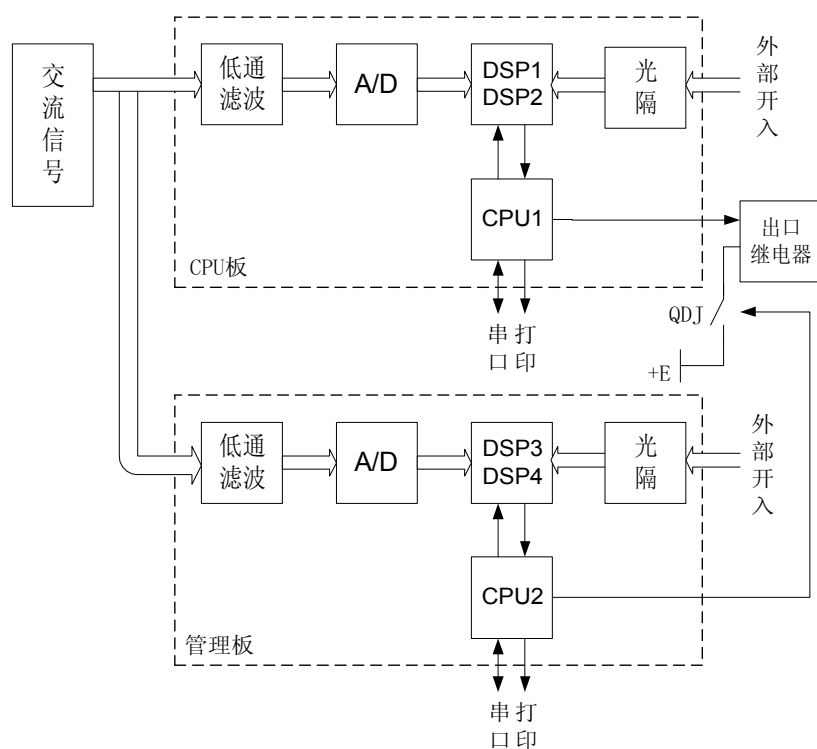 交流信号
低通
滤波
A/D
DSP1
DSP2
光隔
外部开入
CPU1
出口
继电器
CPU板
串口
打印
QDJ
+E
低通
滤波
A/D
DSP3
DSP4
光隔
外部开入
CPU2
管理板
串口
打印